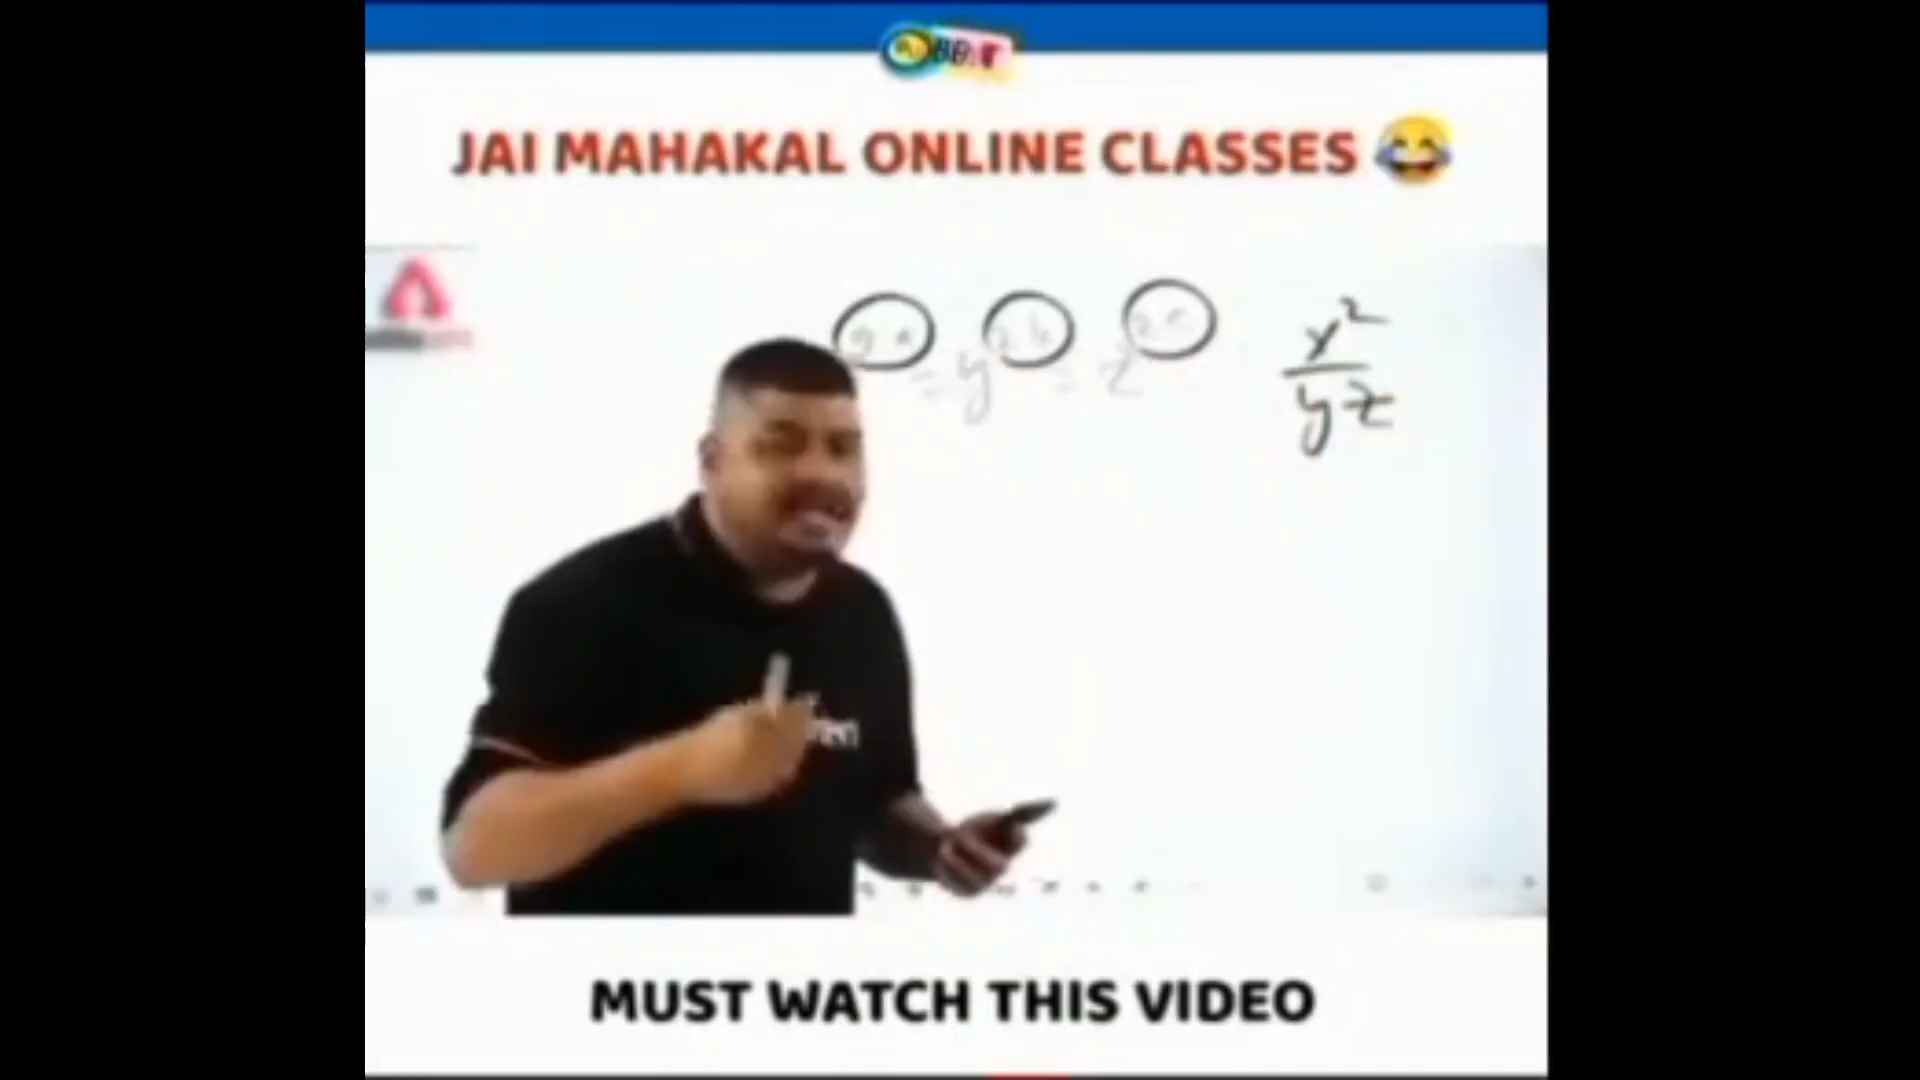 JAI MAHAKAL ONLINE CLASSES 😂
= y = z
x²
yz
MUST WATCH THIS VIDEO